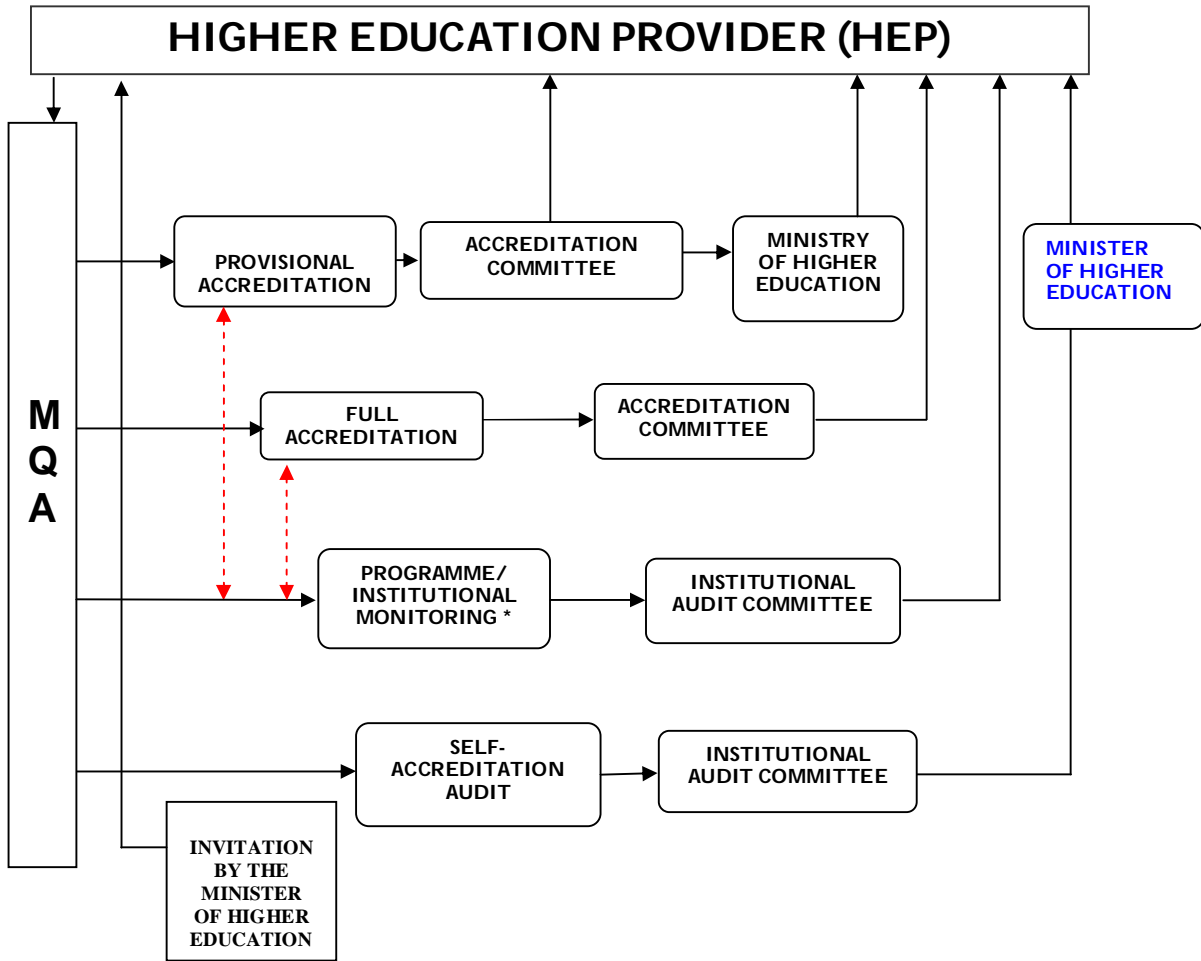 HIGHER EDUCATION PROVIDER (HEP)
M
Q
A
PROVISIONAL
ACCREDITATION
ACCREDITATION
COMMITTEE
MINISTRY
OF HIGHER
EDUCATION
MINISTER
OF HIGHER
EDUCATION
FULL
ACCREDITATION
ACCREDITATION
COMMITTEE
PROGRAMME/
INSTITUTIONAL
MONITORING *
INSTITUTIONAL
AUDIT COMMITTEE
SELF-
ACCREDITATION
AUDIT
INSTITUTIONAL
AUDIT COMMITTEE
INVITATION
BY THE
MINISTER
OF HIGHER
EDUCATION